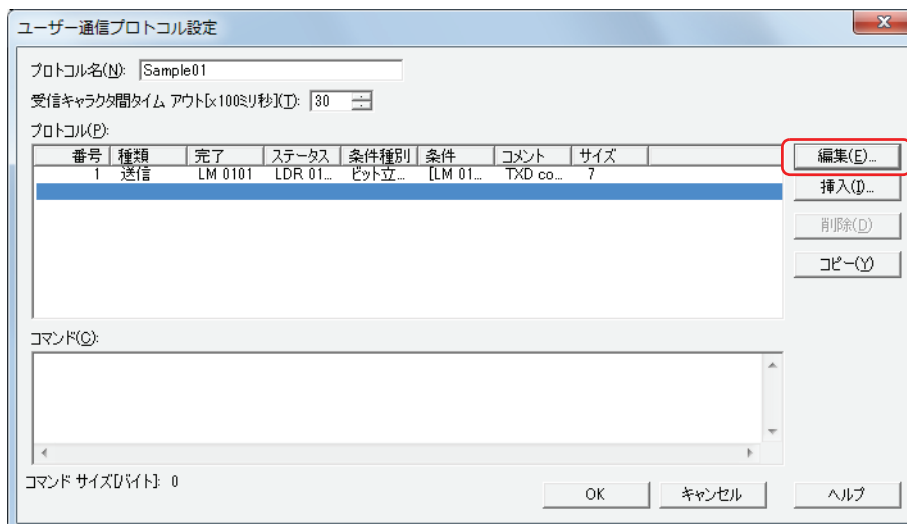 ユーザー通信プロトコル設定
プロトコル名(N): Sample01
受信キャラクタ間タイム アウト[x100ミリ秒](T): 30
プロトコル(P):
番号 種類 完了 ステータス 条件種別 条件 コメント サイズ
1 送信 LM 0101 LDR 01... ビット立... [LM 01... TXD co... 7
編集(E)...
挿入(I)...
削除(D)
コピー(Y)
コマンド(C):
コマンド サイズ[バイト]: 0
OK キャンセル ヘルプ